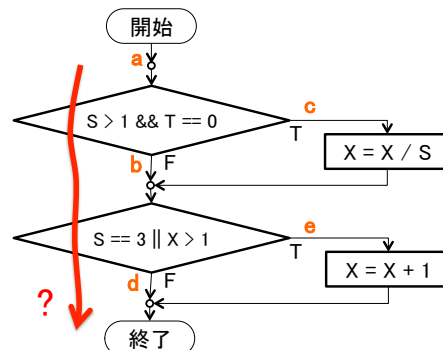 開始
a
S > 1 && T == 0
c
T
X = X / S
b
F
S == 3 || X > 1
e
T
X = X + 1
d
F
?
終了